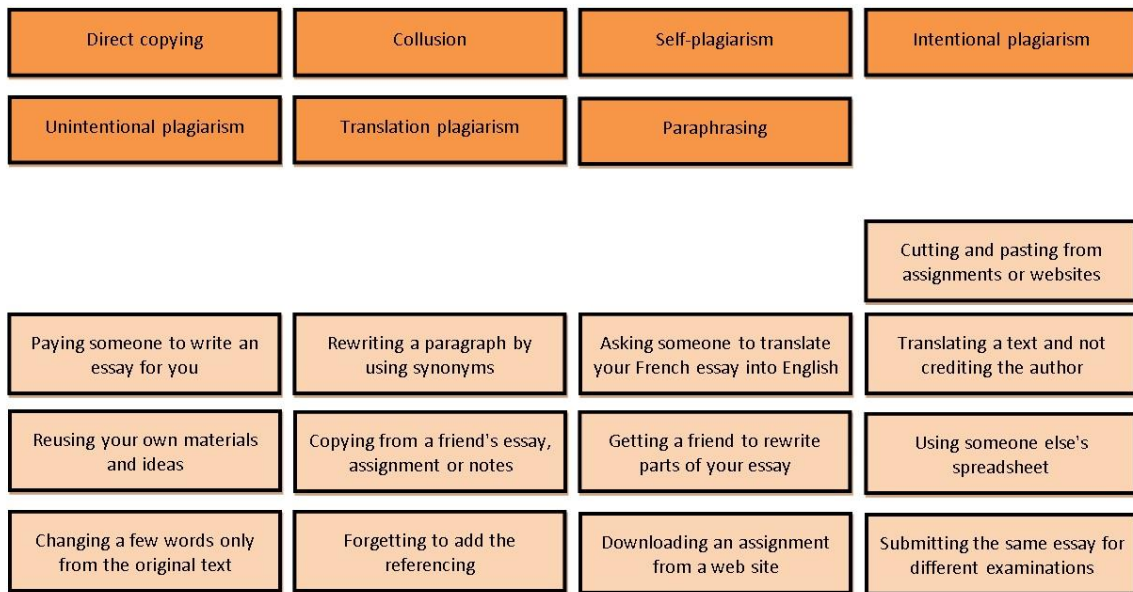 Direct copying
Collusion
Self-plagiarism
Intentional plagiarism
Unintentional plagiarism
Translation plagiarism
Paraphrasing
Cutting and pasting from
assignments or websites
Paying someone to write an
essay for you
Rewriting a paragraph by
using synonyms
Asking someone to translate
your French essay into English
Translating a text and not
crediting the author
Reusing your own materials
and ideas
Copying from a friend's essay,
assignment or notes
Getting a friend to rewrite
parts of your essay
Using someone else's
spreadsheet
Changing a few words only
from the original text
Forgetting to add the
referencing
Downloading an assignment
from a web site
Submitting the same essay for
different examinations